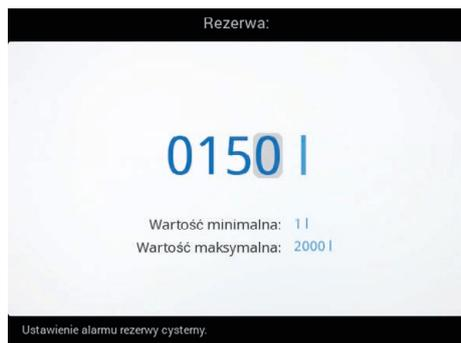 Rezerwa:
0150 l
Wartość minimalna: 1 l
Wartość maksymalna: 2000 l
Ustawienie alarmu rezerwy cysterny.